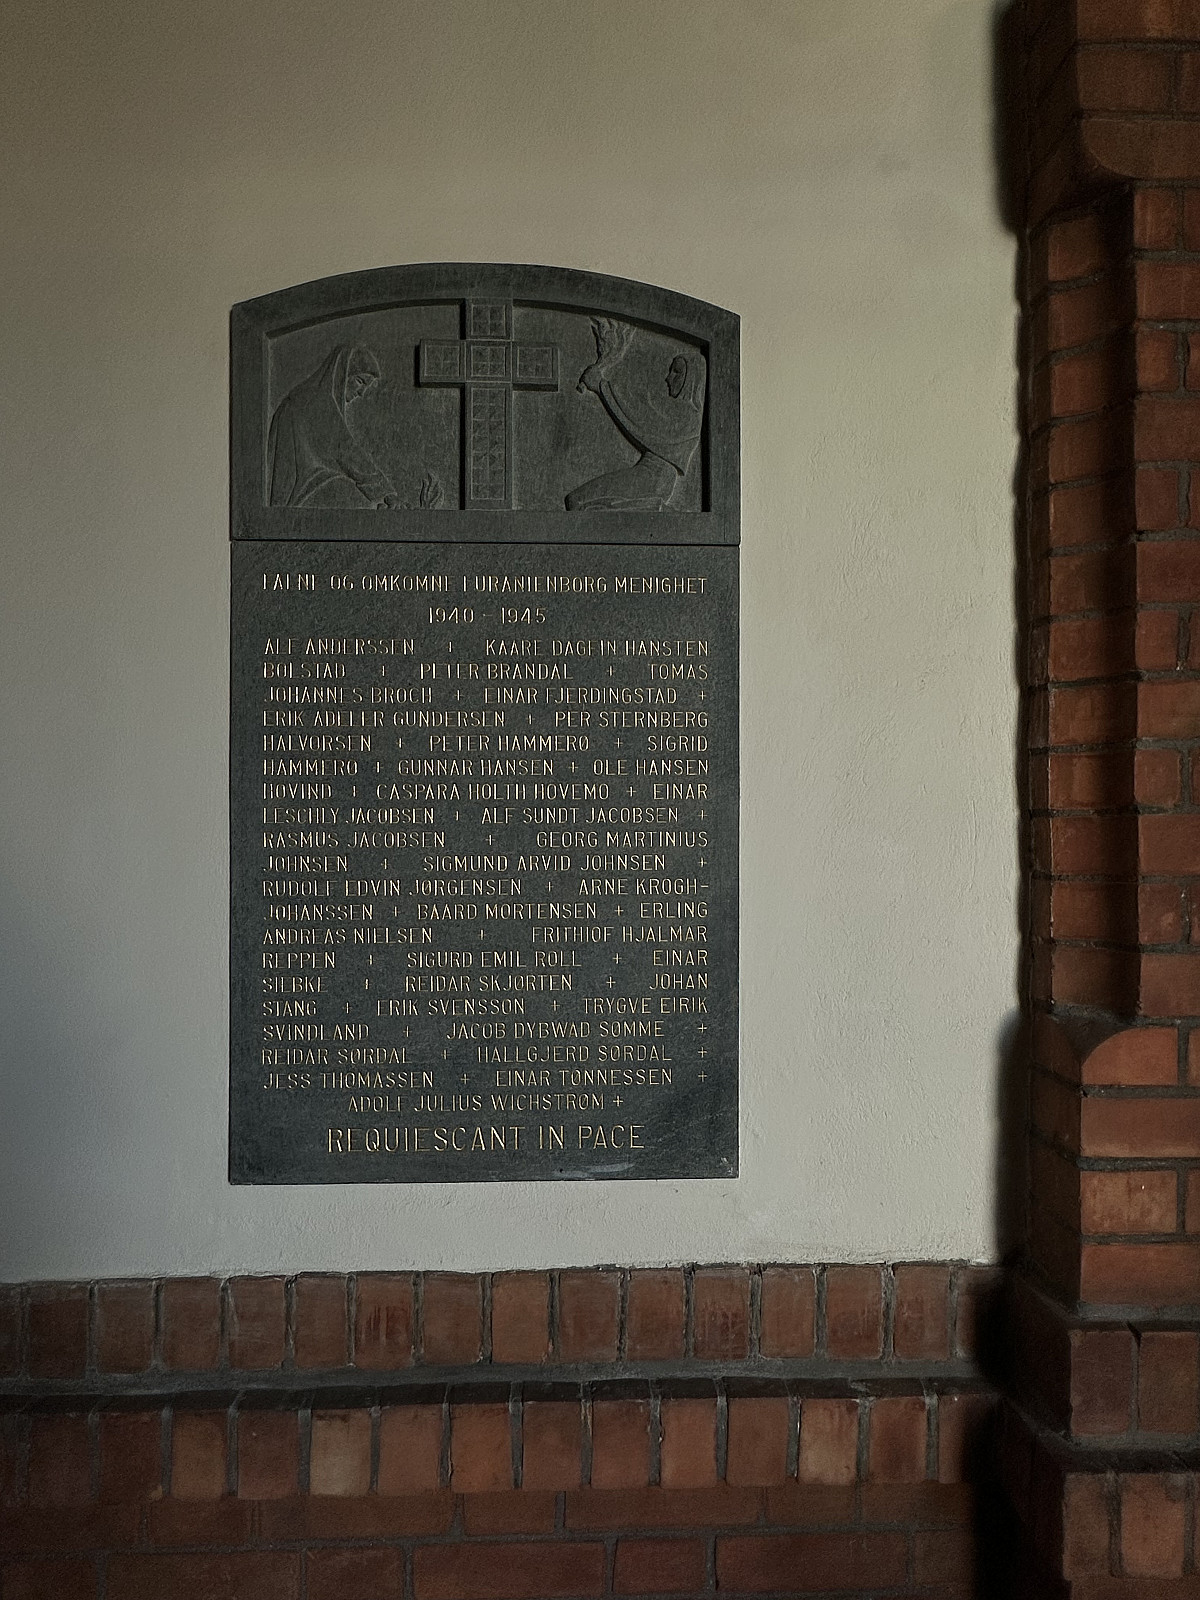 FALNE OG OMKOMNE I URANIENBORG MENIGHET
1940 - 1945
ALF ANDERSSEN + KAARE DAGFIN HANSTEN
BOLSTAD + PETER BRANDAL + TOMAS
JOHANNES BROCH + EINAR FJERDINGSTAD +
ERIK ADELER GUNDERSEN + PER STERNBERG
HALVORSEN + PETER HAMMERØ + SIGRID
HAMMERØ + GUNNAR HANSEN + OLE HANSEN
HOVIND + CASPARA HOLTH HOVEMO + EINAR
LESCHLY JACOBSEN + ALF SUNDT JACOBSEN +
RASMUS JACOBSEN + GEORG MARTINIUS
JOHNSEN + SIGMUND ARVID JOHNSEN +
RUDOLF EDVIN JØRGENSEN + ARNE KROGH-
JOHANSSEN + BAARD MORTENSEN + ERLING
ANDREAS NIELSEN + FRITHIOF HJALMAR
REPPEN + SIGURD EMIL ROLL + EINAR
SIEBKE + REIDAR SKJORTEN + JOHAN
STANG + ERIK SVENSSON + TRYGVE EIRIK
SVINDLAND + JACOB DYBWAD SØMME +
REIDAR SØRDAL + HALLGJERD SØRDAL +
JESS THOMASSEN + EINAR TØNNESSEN +
ADOLF JULIUS WICHSTRØM +
REQUIESCANT IN PACE